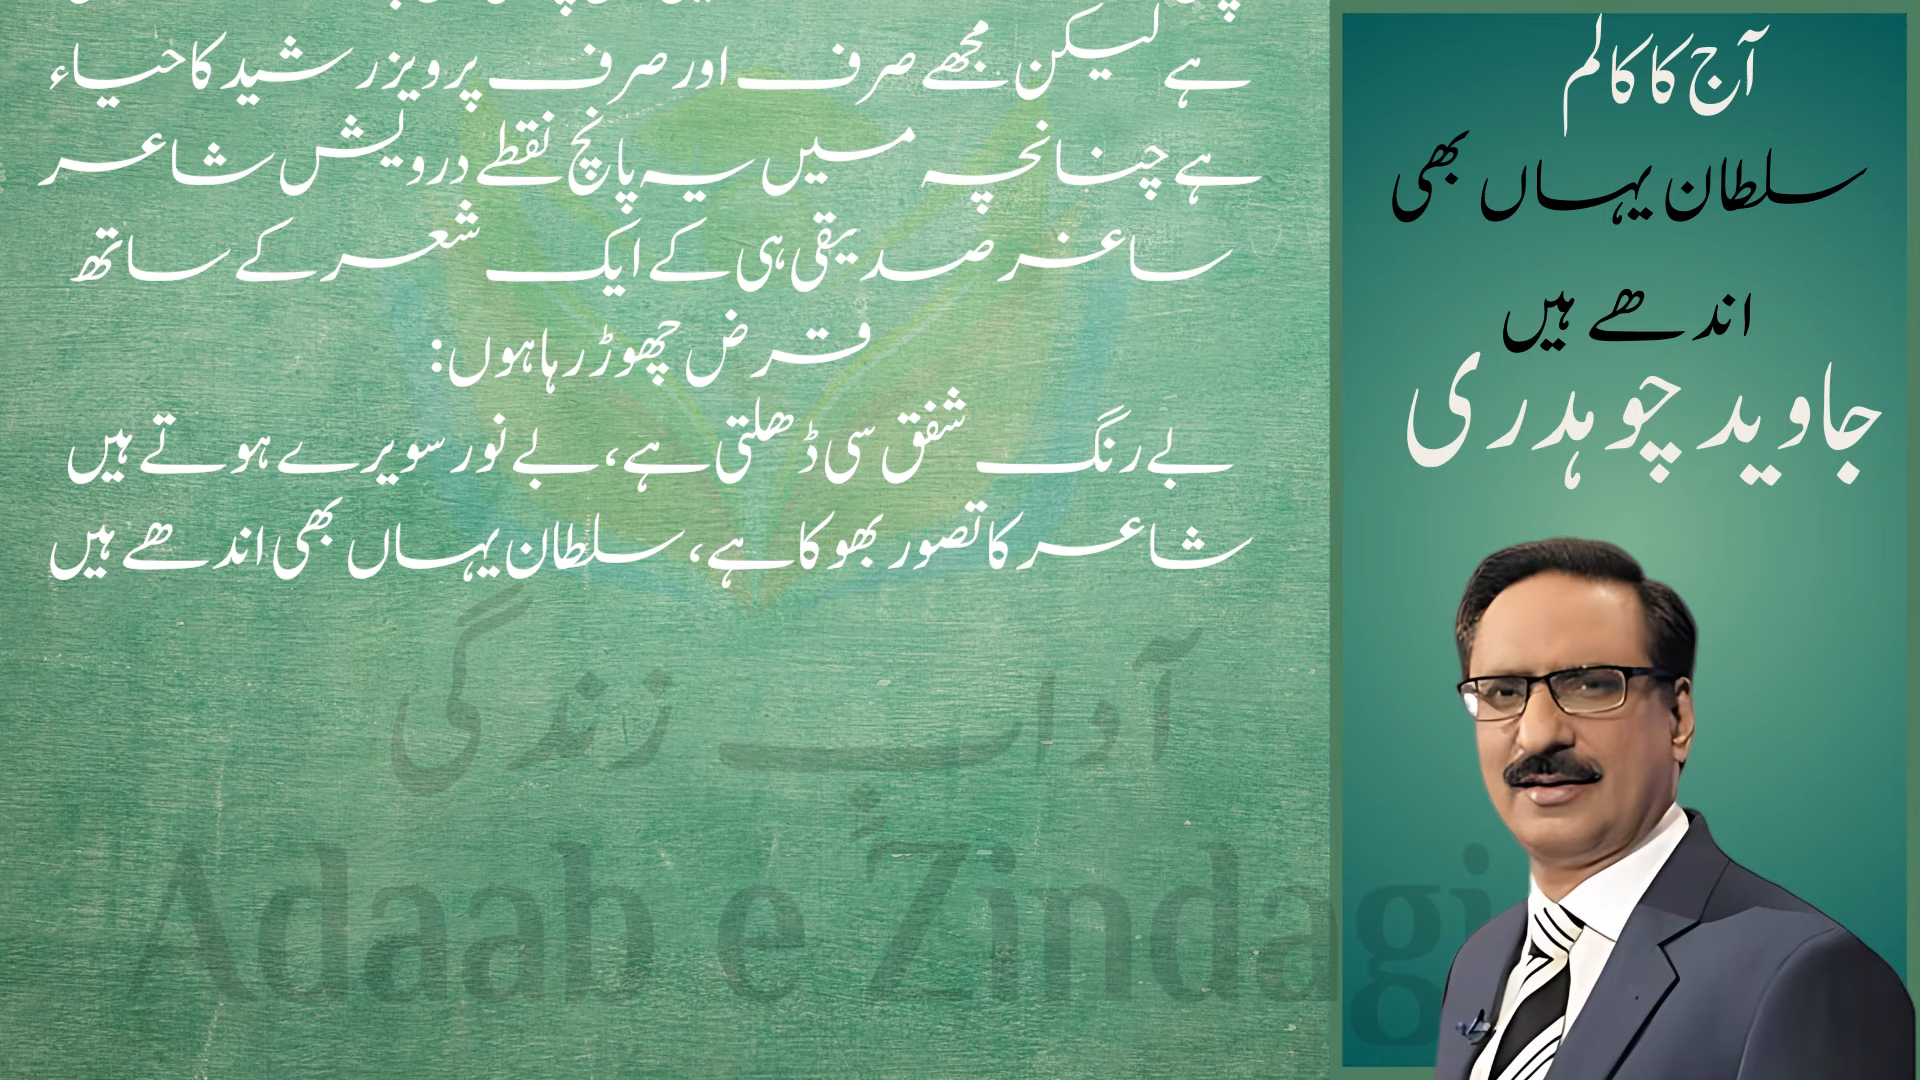 ہے لیکن مجھے صرف اور صرف پرویز رشید کا حیاء
ہے چنانچہ میں یہ پانچ نقطے درویش شاعر
ساغر صدیقی ہی کے ایک شعر کے ساتھ
قرض چھوڑ رہا ہوں:
بے رنگ شفق سی ڈھلتی ہے، بے نور سویرے ہوتے ہیں
شاعر کا تصور بھوکا ہے، سلطان یہاں بھی اندھے ہیں
آج کا کالم
سلطان یہاں بھی
اندھے ہیں
جاوید چوہدری
آداب زندگی
Adaab e Zindagi